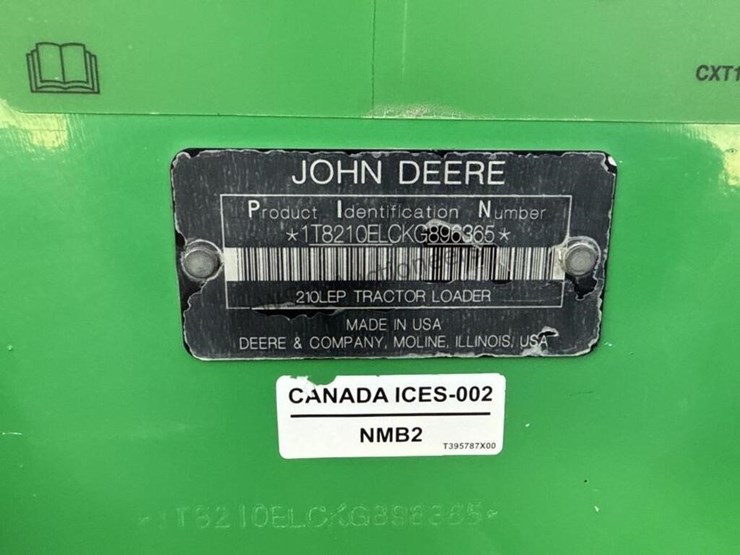 CXT1
JOHN DEERE
Product Identification Number
*1T8210ELCKG896365*
210LEP TRACTOR LOADER
MADE IN USA
DEERE & COMPANY, MOLINE, ILLINOIS, USA
CANADA ICES-002
NMB2
T395787X00
*1T8210ELCKG896365*